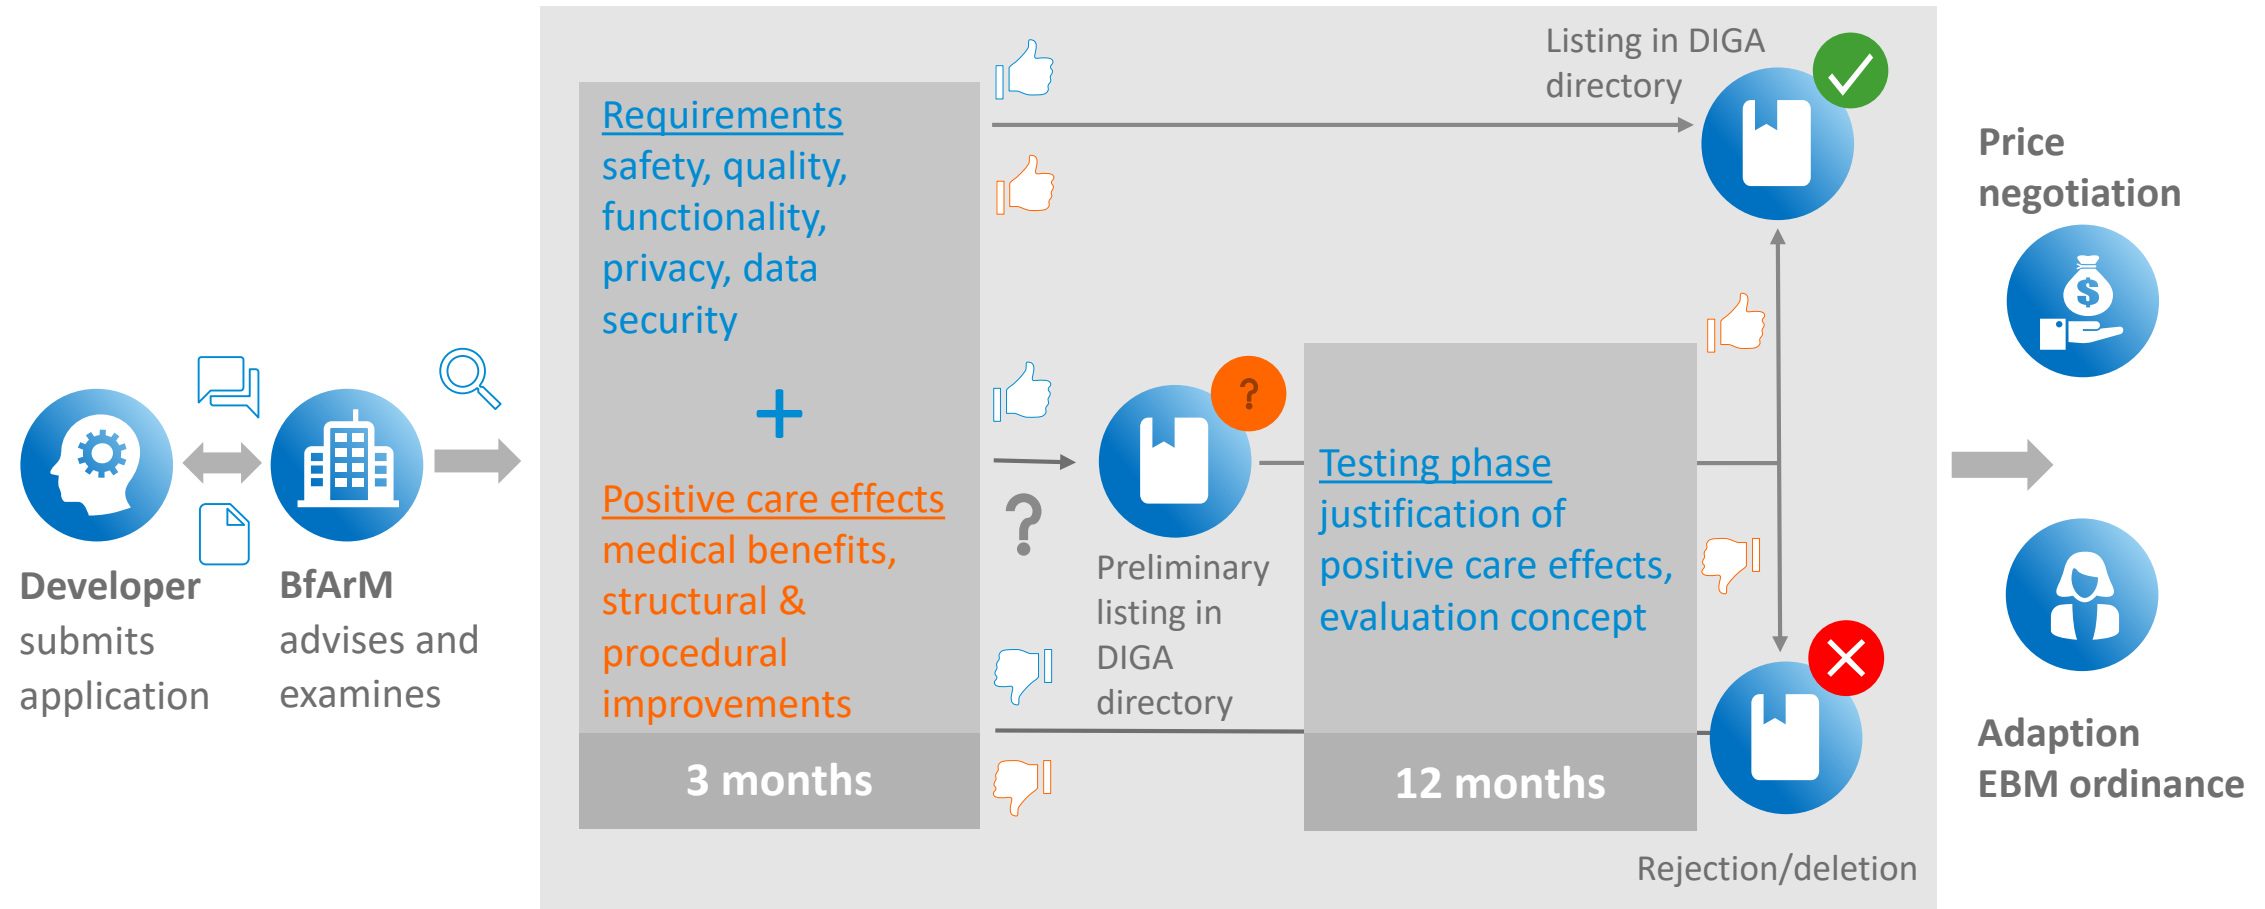 Developer
submits
application
BfArM
advises and
examines
Requirements
safety, quality,
functionality,
privacy, data
security
+
Positive care effects
medical benefits,
structural &
procedural
improvements
3 months
?
?
Preliminary
listing in
DIGA
directory
Testing phase
justification of
positive care effects,
evaluation concept
12 months
Listing in DIGA
directory
Rejection/deletion
Price
negotiation
$
Adaption
EBM ordinance